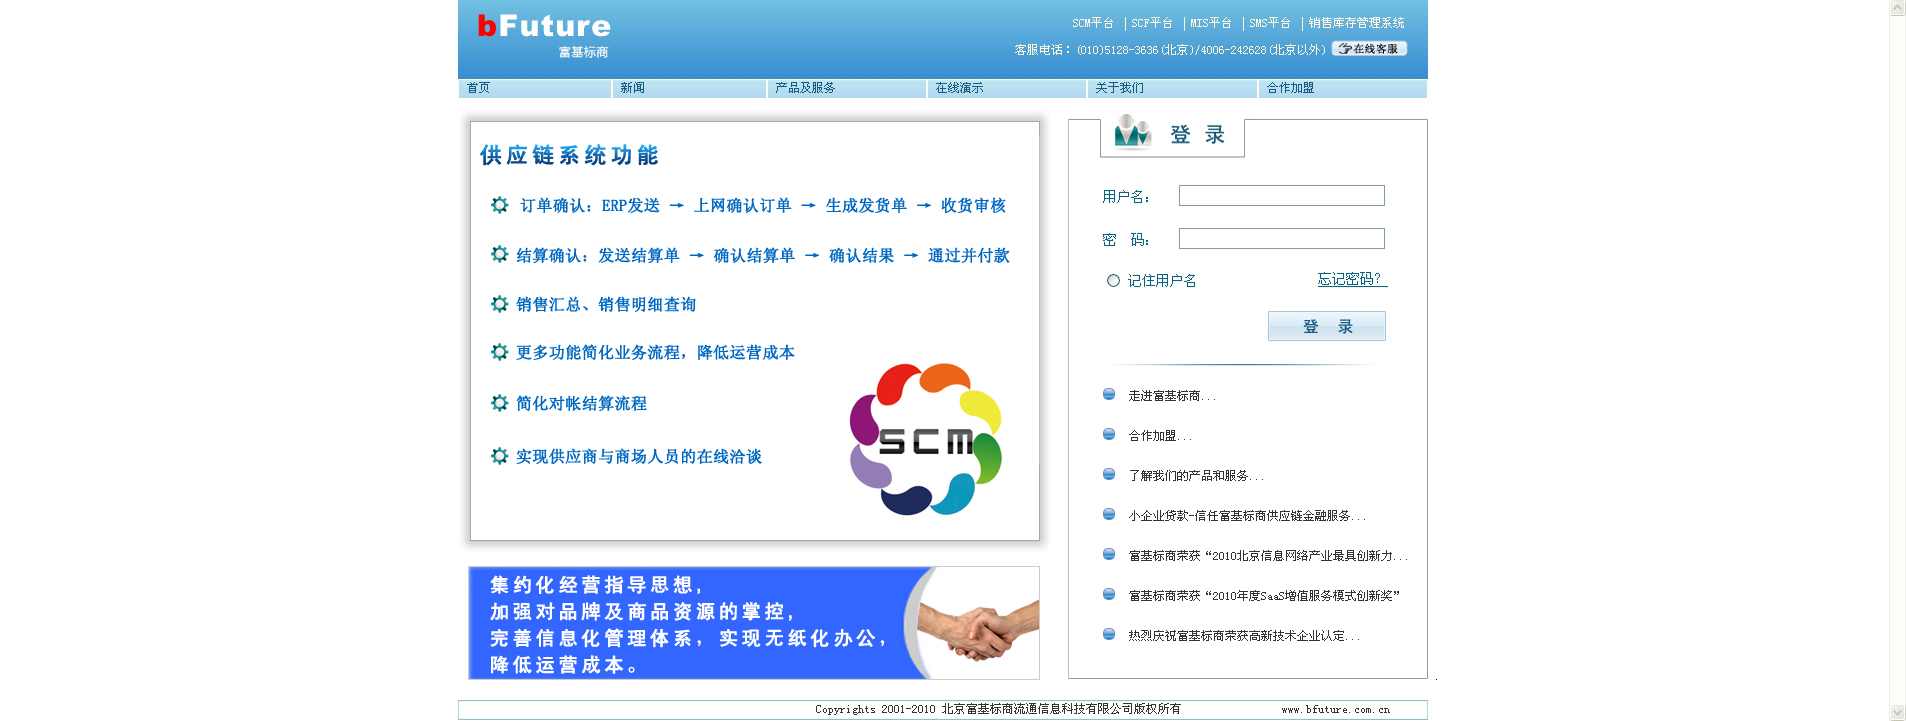 bFuture
富基标商
SCM平台 |SCF平台 |MIS平台 |SMS平台 |销售库存管理系统
客服电话：(010)5128-3636(北京)/4006-242628(北京以外) 在线客服
首页 新闻 产品及服务 在线演示 关于我们 合作加盟
供应链系统功能
订单确认：ERP发送 → 上网确认订单 → 生成发货单 → 收货审核
结算确认：发送结算单 → 确认结算单 → 确认结果 → 通过并付款
销售汇总、销售明细查询
更多功能简化业务流程，降低运营成本
简化对帐结算流程
实现供应商与商场人员的在线洽谈
SCM
集约化经营指导思想，
加强对品牌及商品资源的掌控，
完善信息化管理体系，实现无纸化办公，
降低运营成本。
登 录
用户名：
密 码：
记住用户名 忘记密码？
登 录
走进富基标商...
合作加盟...
了解我们的产品和服务...
小企业贷款-信任富基标商供应链金融服务...
富基标商荣获“2010北京信息网络产业最具创新力...
富基标商荣获“2010年度SaaS增值服务模式创新奖”
热烈庆祝富基标商荣获高新技术企业认定...
Copyrights 2001-2010 北京富基标商流通信息科技有限公司版权所有 www.bfuture.com.cn